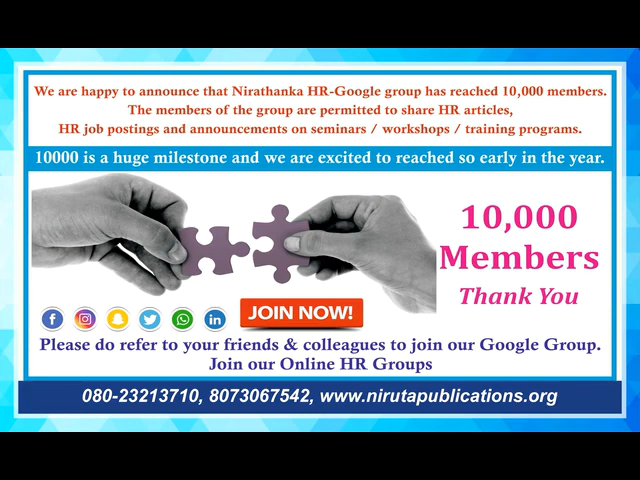 We are happy to announce that Nirathanka HR-Google group has reached 10,000 members.
The members of the group are permitted to share HR articles,
HR job postings and announcements on seminars / workshops / training programs.
10000 is a huge milestone and we are excited to reached so early in the year.
10,000
Members
Thank You
JOIN NOW!
Please do refer to your friends & colleagues to join our Google Group.
Join our Online HR Groups
080-23213710, 8073067542, www.nirutapublications.org